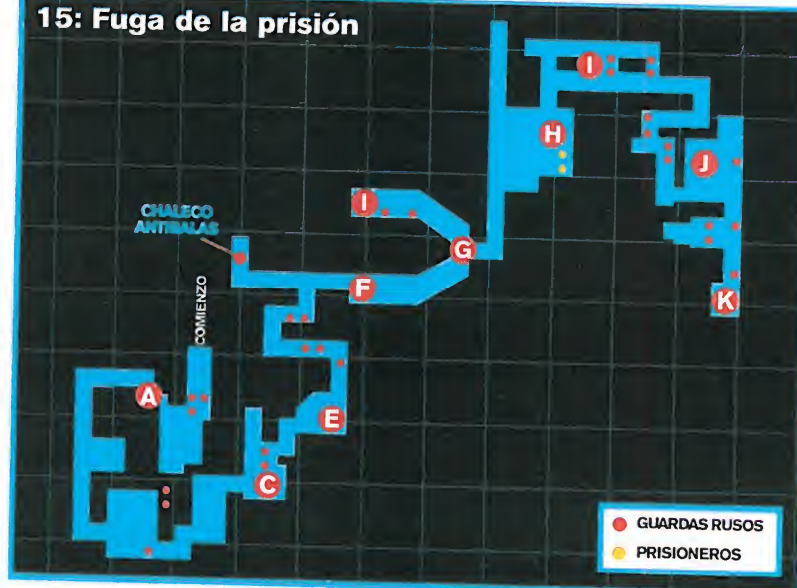 15: Fuga de la prisión
I
H
J
I
CHALECO
ANTIBALAS
G
COMIENZO
F
K
A
E
C
GUARDAS RUSOS
PRISIONEROS